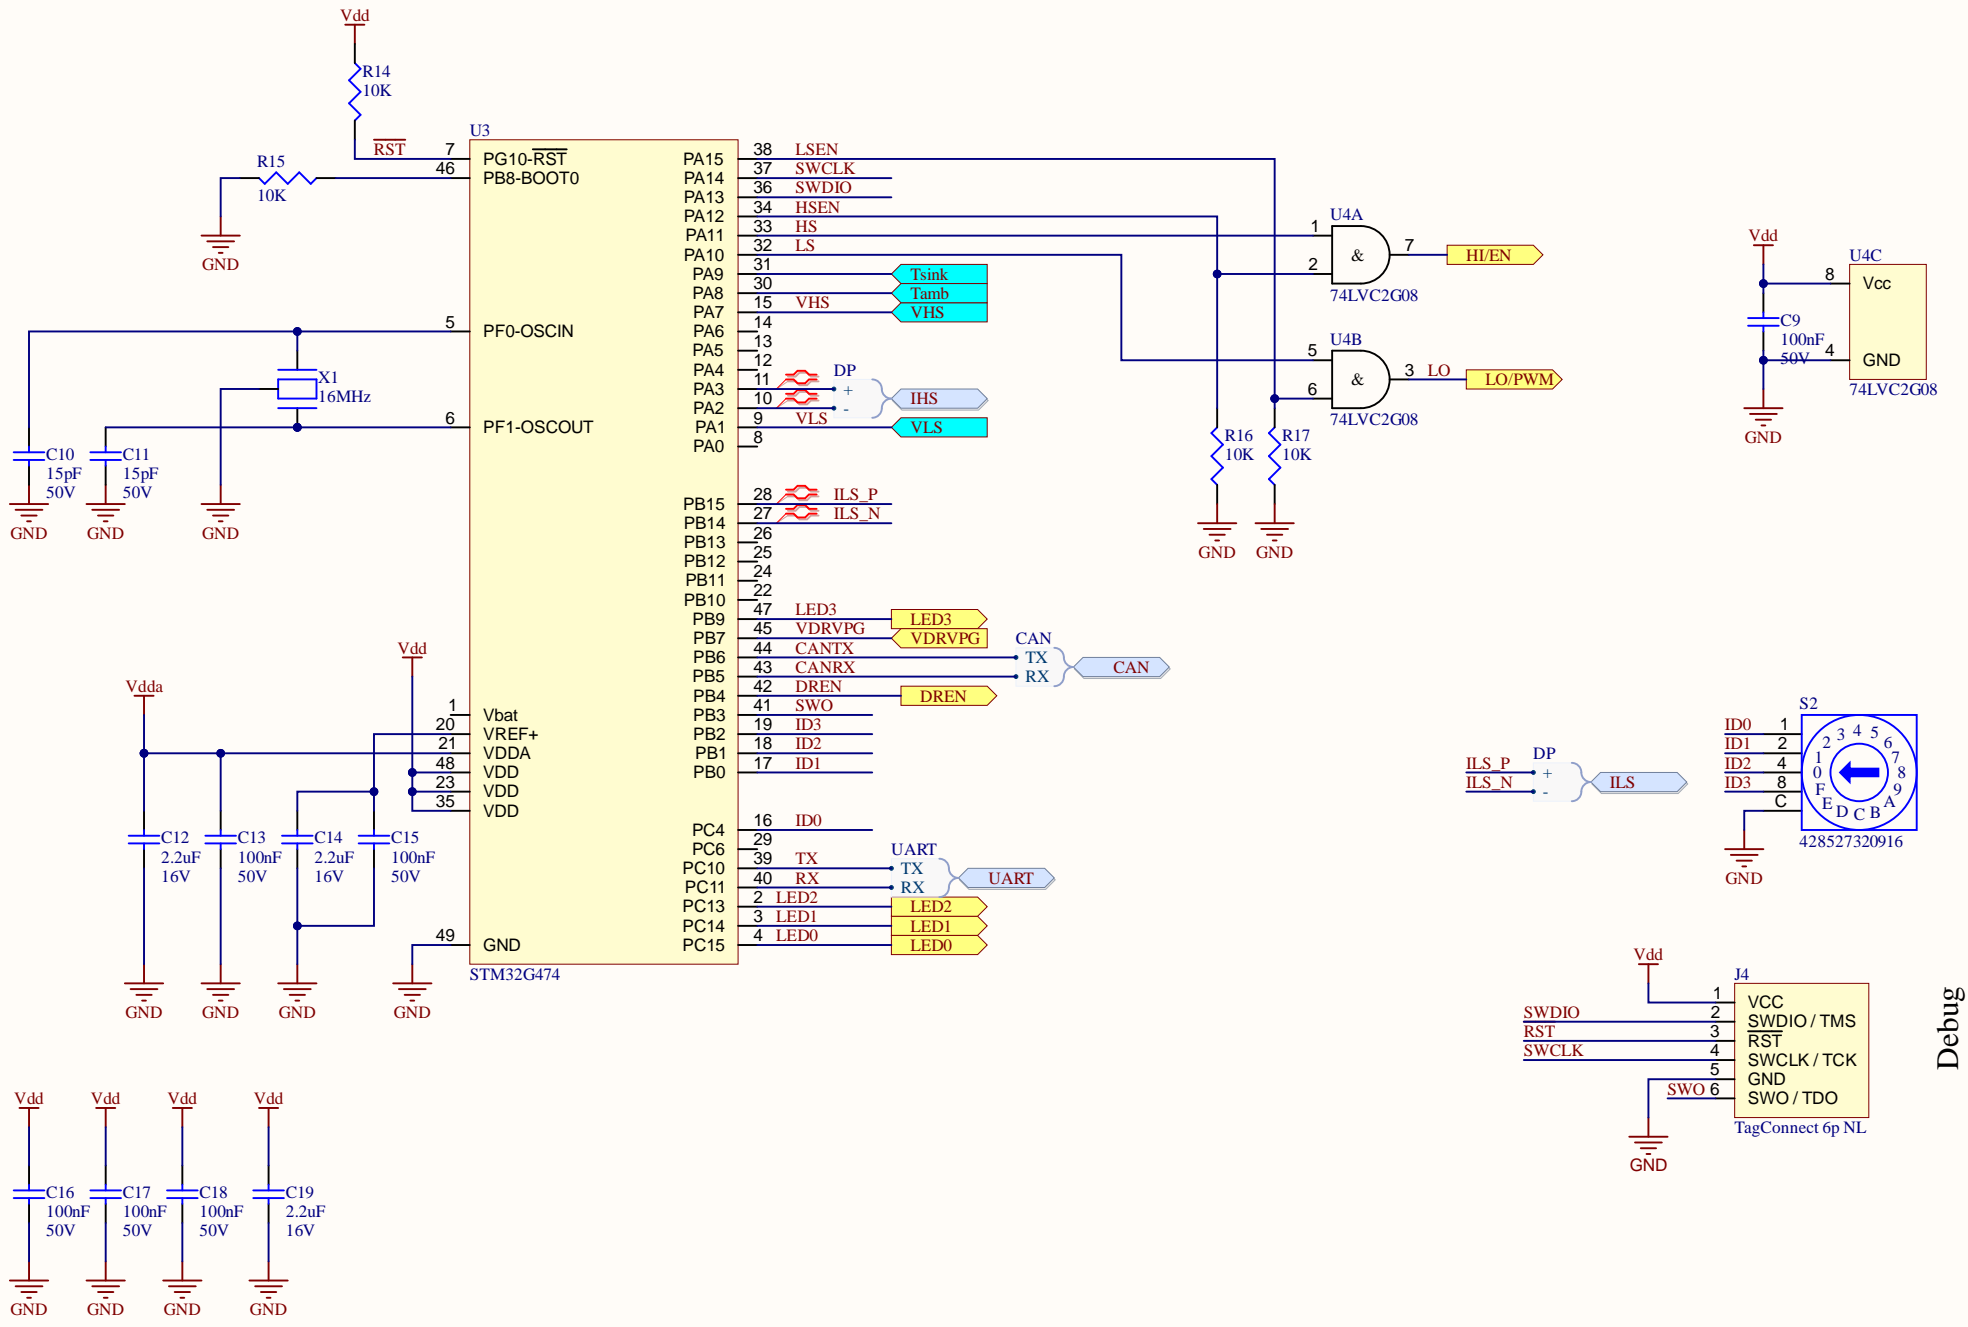 Vdd
R14
10K
RST
R15
10K
GND
U3
7
PG10-RST
46
PB8-BOOT0
5
PF0-OSCIN
X1
16MHz
6
PF1-OSCOUT
C10
15pF
50V
GND
C11
15pF
50V
GND
GND
Vdd
Vdda
1
Vbat
20
VREF+
21
VDDA
48
VDD
23
VDD
35
VDD
C12
2.2uF
16V
C13
100nF
50V
C14
2.2uF
16V
C15
100nF
50V
49
GND
GND
GND
GND
GND
STM32G474
PA15 38 LSEN
PA14 37 SWCLK
PA13 36 SWDIO
PA12 34 HSEN
PA11 33 HS
PA10 32 LS
PA9 31 Tsink
PA8 30 Tamb
PA7 15 VHS VHS
PA6 14
PA5 13
PA4 12
PA3 11
PA2 10
DP
+
-
IHS
PA1 9 VLS VLS
PA0 8
PB15 28 ILS_P
PB14 27 ILS_N
PB13 26
PB12 25
PB11 24
PB10 22
PB9 47 LED3 LED3
PB7 45 VDRVPG VDRVPG
PB6 44 CANTX
PB5 43 CANRX
CAN
TX
RX
CAN
PB4 42 DREN DREN
PB3 41 SWO
PB2 19 ID3
PB1 18 ID2
PB0 17 ID1
PC4 16 ID0
PC6 29
PC10 39 TX
PC11 40 RX
UART
TX
RX
UART
PC13 2 LED2 LED2
PC14 3 LED1 LED1
PC15 4 LED0 LED0
U4A
1
2
&
7
HI/EN
74LVC2G08
U4B
5
6
&
3 LO
LO/PWM
74LVC2G08
R16
10K
R17
10K
GND
GND
Vdd
C9
100nF
50V
GND
U4C
8
Vcc
4
GND
74LVC2G08
ILS_P
ILS_N
DP
+
-
ILS
S2
ID0 1
ID1 2
ID2 4
ID3 8
C
0 1 2 3 4 5 6 7 8 9 A B C D E F
428527320916
GND
Vdd
J4
1 VCC
SWDIO 2 SWDIO / TMS
RST 3 RST
SWCLK 4 SWCLK / TCK
5 GND
SWO 6 SWO / TDO
TagConnect 6p NL
GND
Debug
Vdd
C16
100nF
50V
GND
Vdd
C17
100nF
50V
GND
Vdd
C18
100nF
50V
GND
Vdd
C19
2.2uF
16V
GND